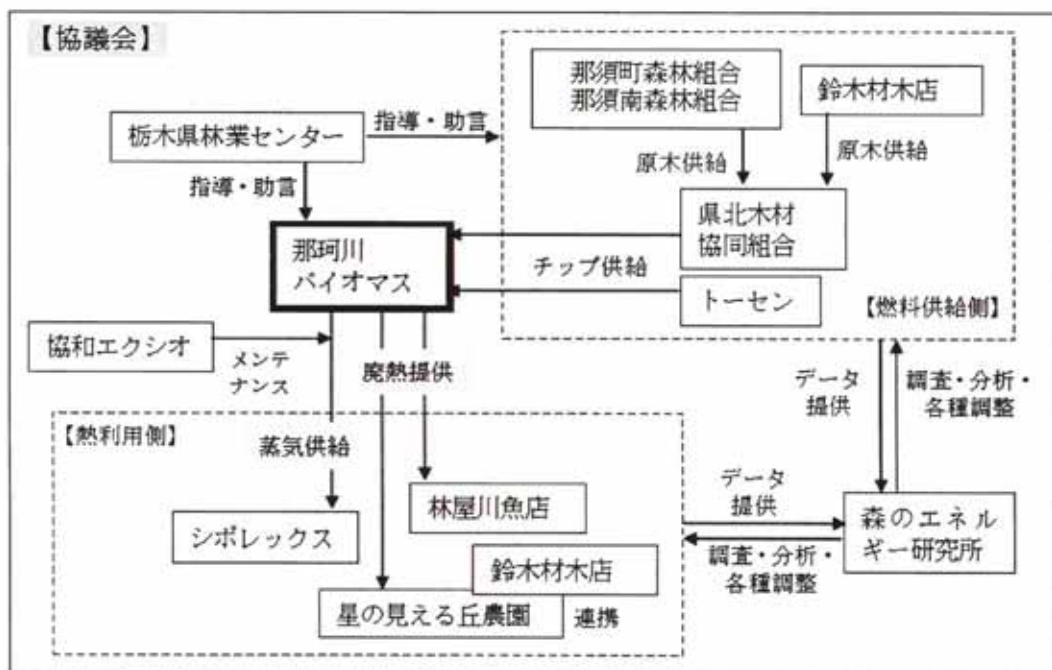 【協議会】
那須町森林組合
那須南森林組合
鈴木材木店
栃木県林業センター
指導・助言
指導・助言
原木供給
原木供給
県北木材
協同組合
那珂川
バイオマス
チップ供給
トーセン
【燃料供給側】
協和エクシオ
メンテ
ナンス
廃熱提供
データ
提供
調査・分析・
各種調整
【熱利用側】
蒸気供給
林屋川魚店
シポレックス
データ
提供
森のエネル
ギー研究所
調査・分析・
各種調整
鈴木材木店
星の見える丘農園
連携